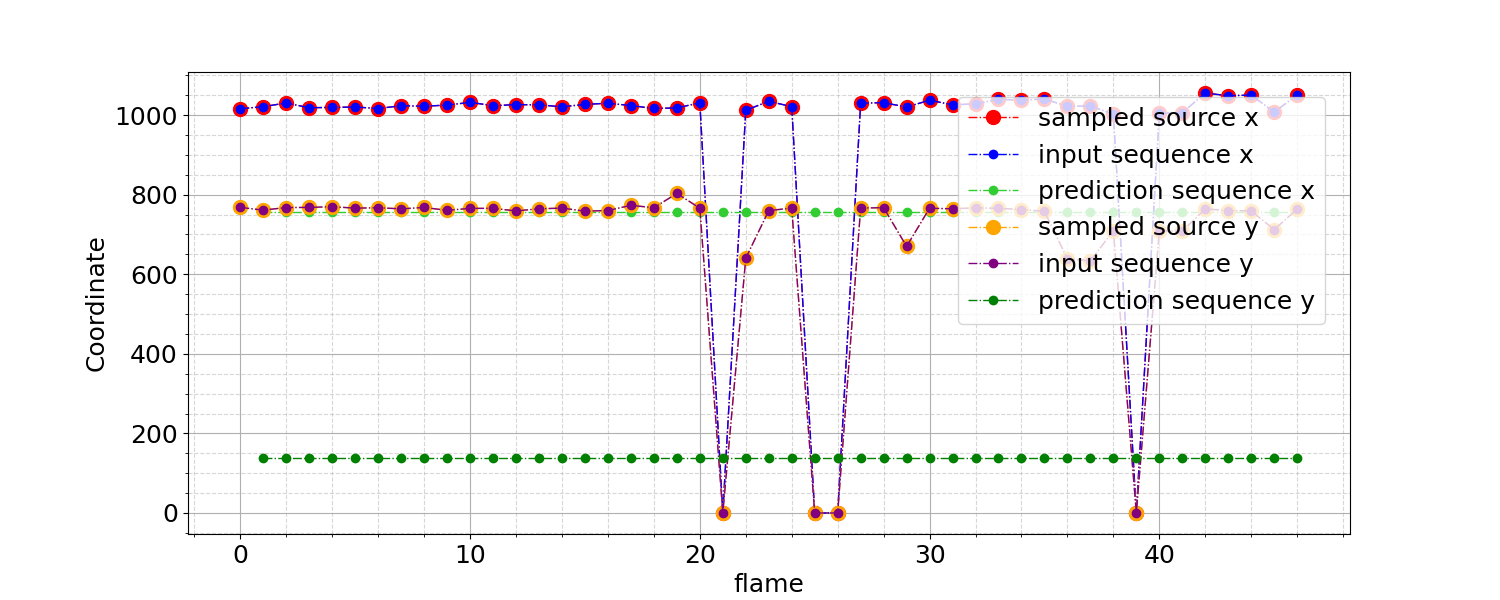 1000
800
600
400
200
0
Coordinate
sampled source x
input sequence x
prediction sequence x
sampled source y
input sequence y
prediction sequence y
0 10 20 30 40
flame